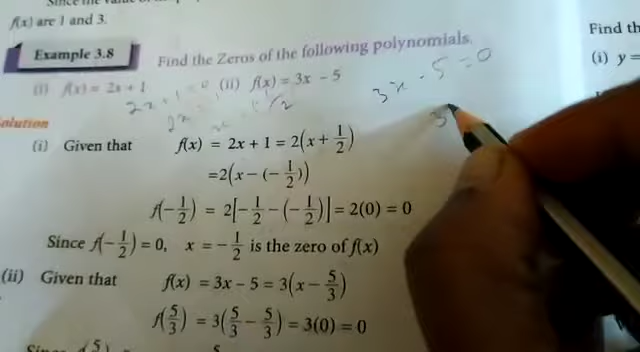 f(x) are 1 and 3.
Example 3.8 Find the Zeros of the following polynomials.
(i) f(x) = 2x + 1 (ii) f(x) = 3x - 5
3x - 5 = 0
3
(i) Given that f(x) = 2x + 1 = 2(x + 1/2)
=2(x - (-1/2))
f(-1/2) = 2[-1/2 - (-1/2)] = 2(0) = 0
Since f(-1/2) = 0, x = -1/2 is the zero of f(x)
(ii) Given that f(x) = 3x - 5 = 3(x - 5/3)
f(5/3) = 3(5/3 - 5/3) = 3(0) = 0
Find th
(i) y =